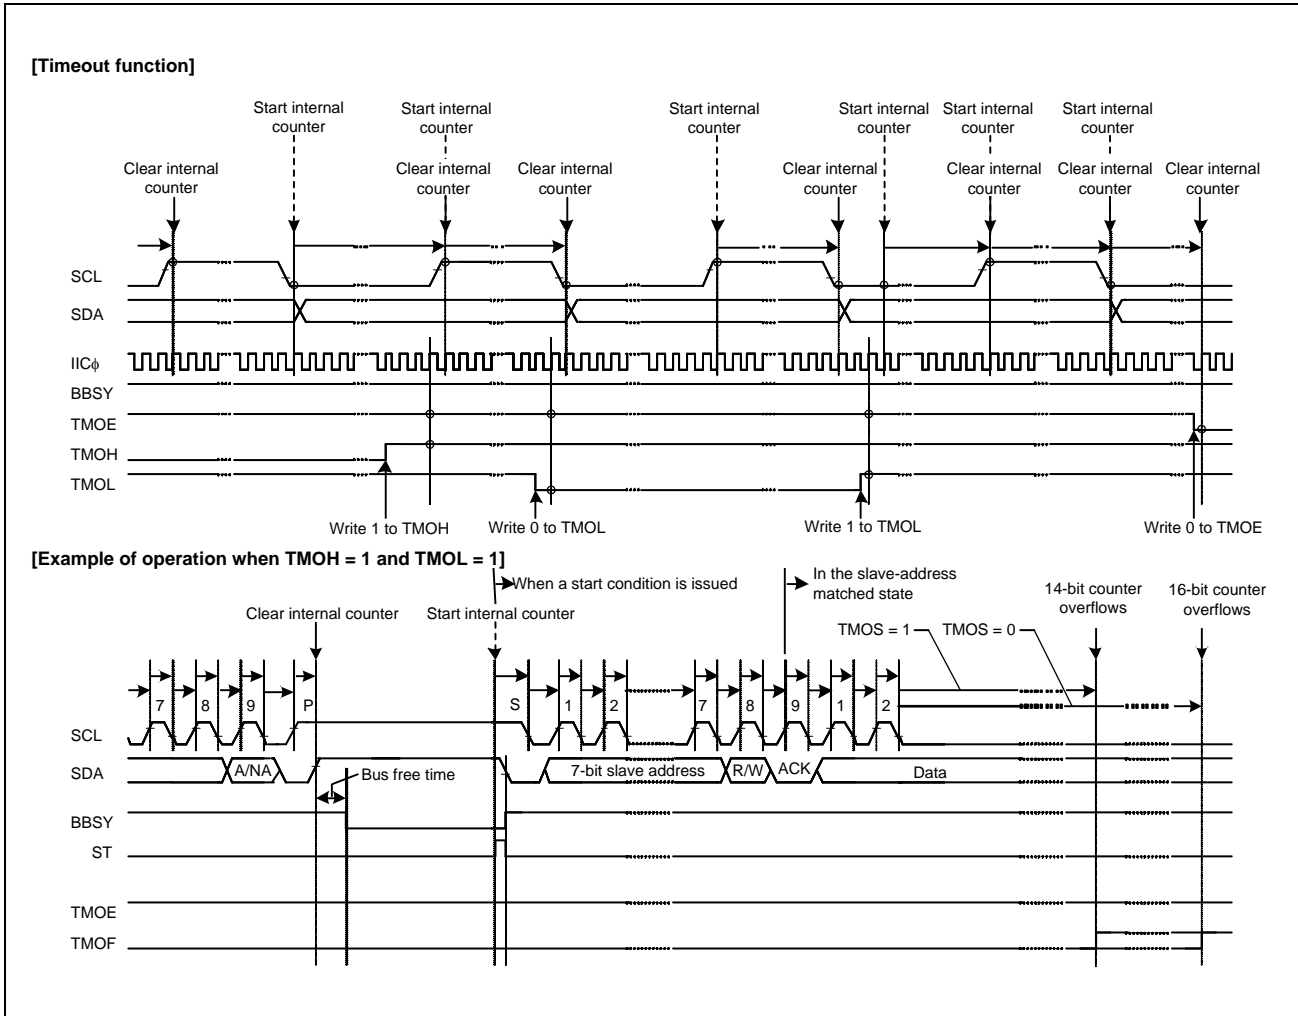 [Timeout function]
Start internal
counter
Start internal
counter
Start internal
counter
Start internal
counter
Start internal
counter
Start internal
counter
Clear internal
counter
Clear internal
counter
Clear internal
counter
Clear internal
counter
Clear internal
counter
Clear internal
counter
Clear internal
counter
SCL
SDA
IICϕ
BBSY
TMOE
TMOH
TMOL
Write 1 to TMOH
Write 0 to TMOL
Write 1 to TMOL
Write 0 to TMOE
[Example of operation when TMOH = 1 and TMOL = 1]
When a start condition is issued
In the slave-address
matched state
Clear internal counter
Start internal counter
14-bit counter
overflows
16-bit counter
overflows
TMOS = 1
TMOS = 0
7 8 9 P S 1 2 7 8 9 1 2
SCL
SDA
A/NA
Bus free time
7-bit slave address
R/W
ACK
Data
BBSY
ST
TMOE
TMOF